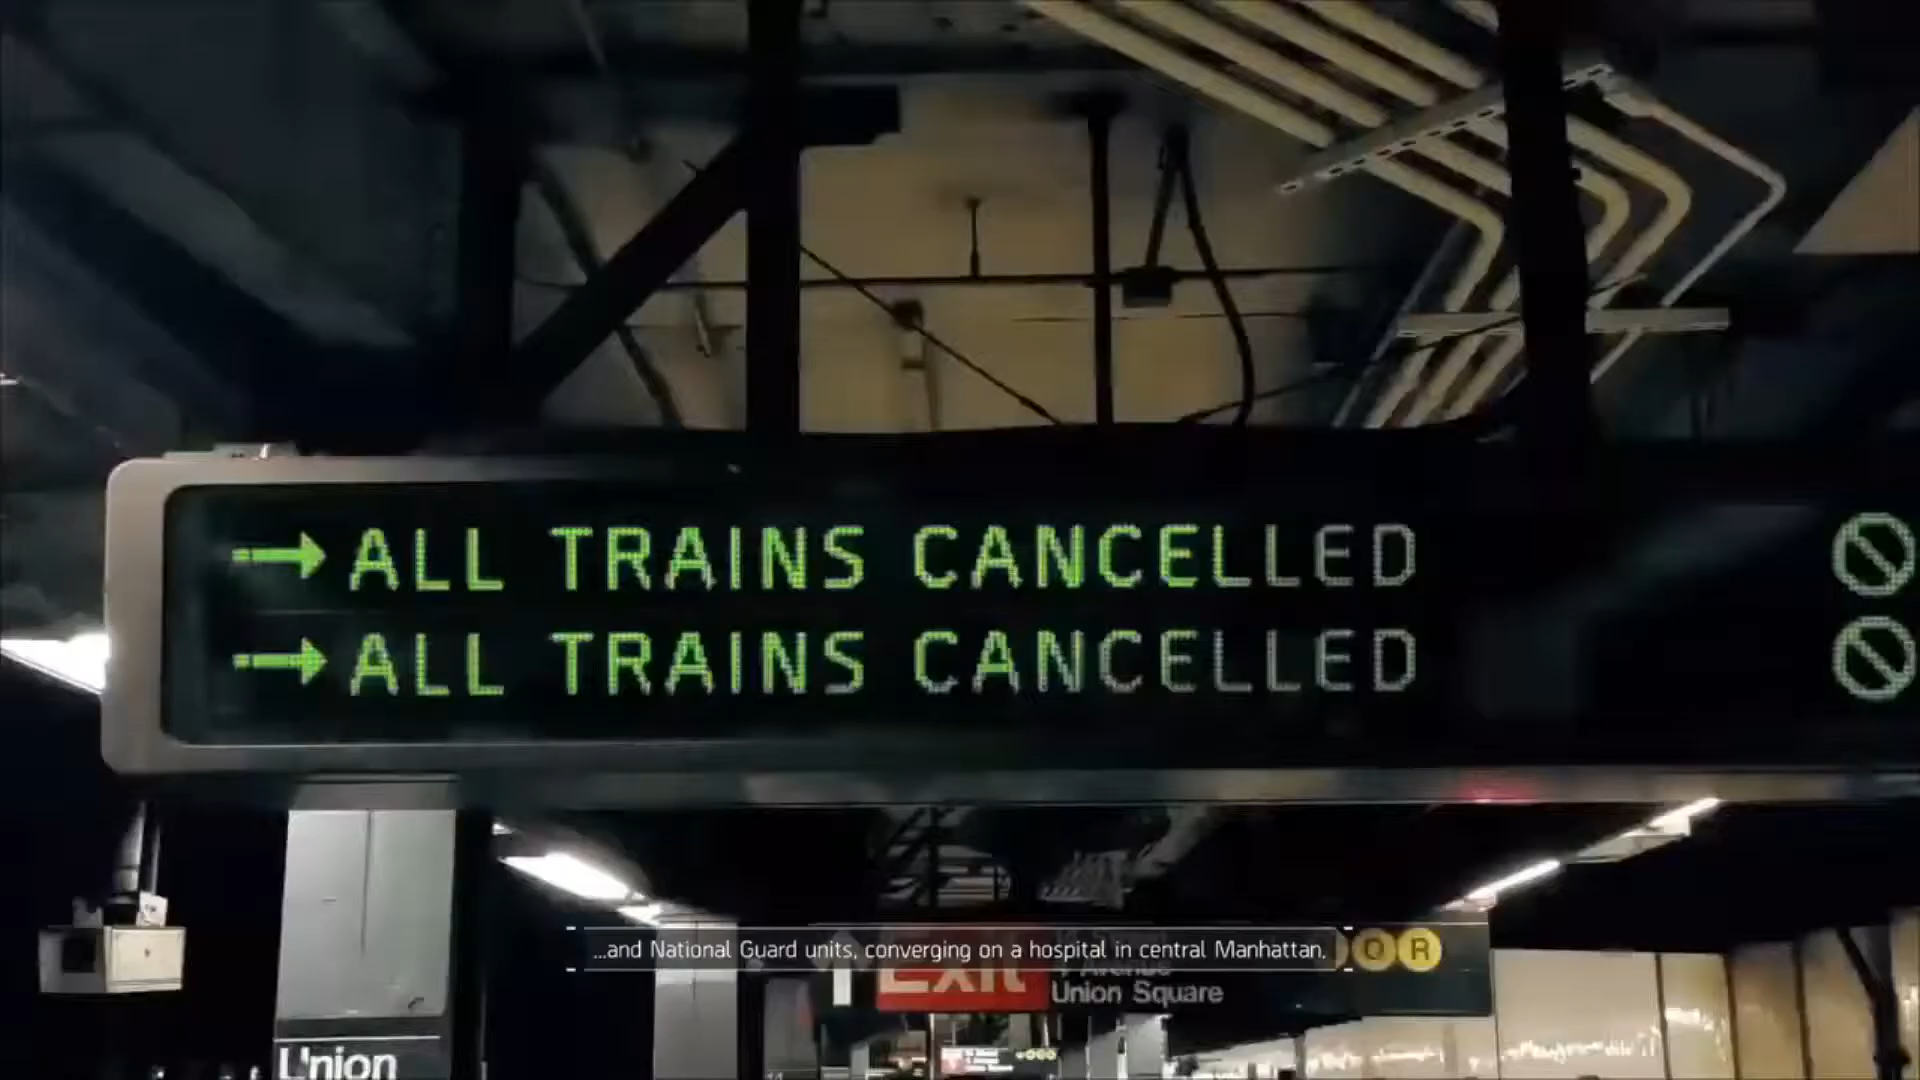 → ALL TRAINS CANCELLED
→ ALL TRAINS CANCELLED
...and National Guard units, converging on a hospital in central Manhattan.
Q R
Exit
Union Square
Union